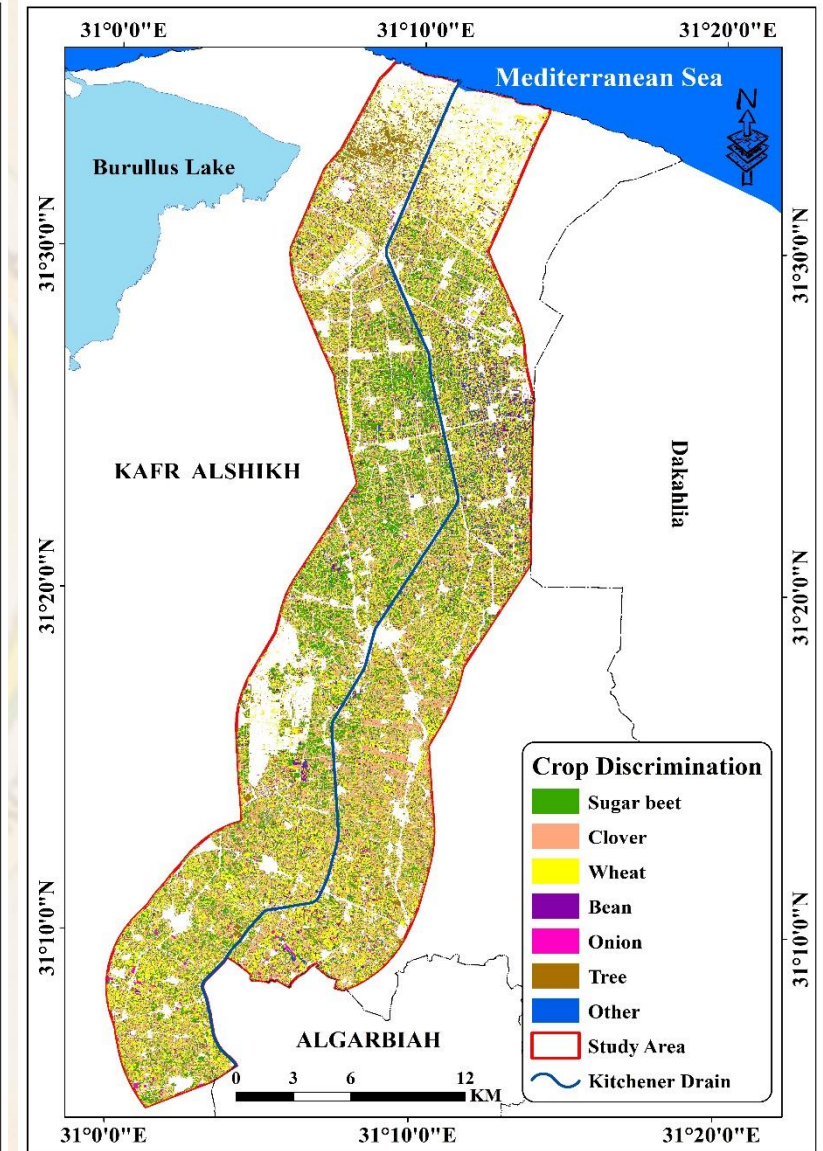 31°0'0"E 31°10'0"E 31°20'0"E
Mediterranean Sea
N
Burullus Lake
31°30'0"N 31°30'0"N
KAFR ALSHIKH
Dakahlia
31°20'0"N 31°20'0"N
Crop Discrimination
Sugar beet
Clover
Wheat
Bean
Onion
Tree
Other
Study Area
Kitchener Drain
31°10'0"N 31°10'0"N
ALGARBIAH
0 3 6 12
KM
31°0'0"E 31°10'0"E 31°20'0"E